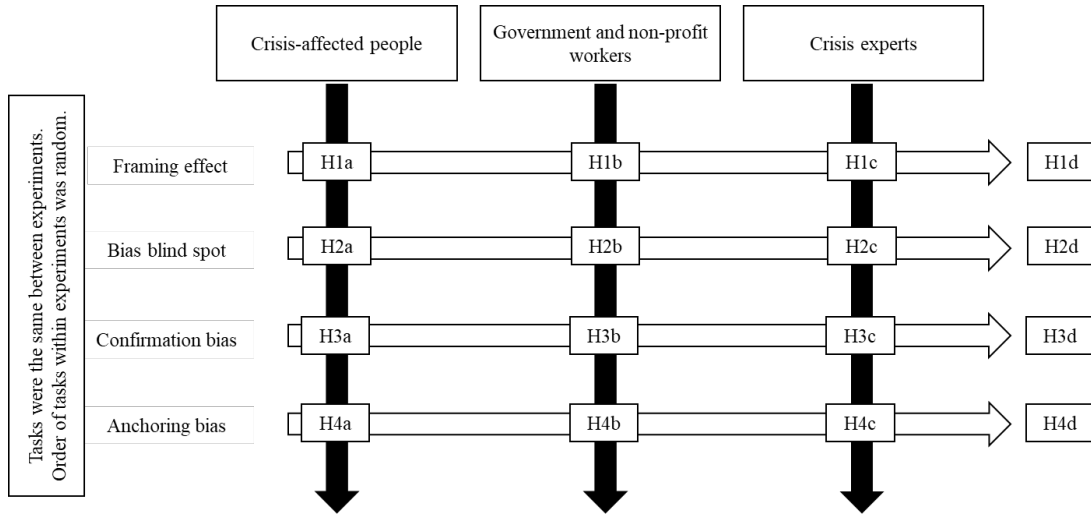 Crisis-affected people
Government and non-profit
workers
Crisis experts
Tasks were the same between experiments.
Order of tasks within experiments was random.
Framing effect
H1a
H1b
H1c
H1d
Bias blind spot
H2a
H2b
H2c
H2d
Confirmation bias
H3a
H3b
H3c
H3d
Anchoring bias
H4a
H4b
H4c
H4d